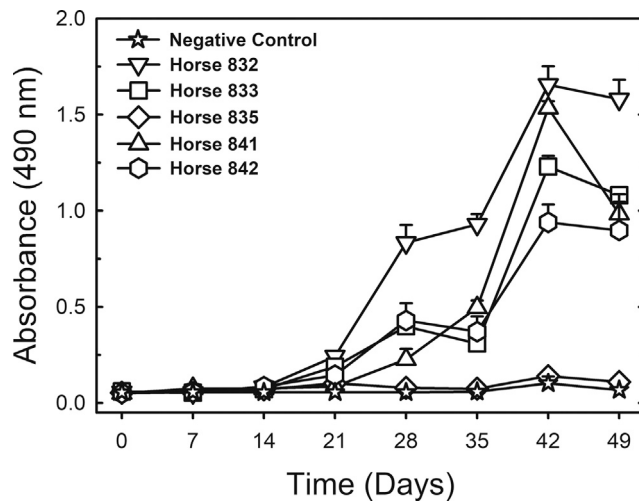 2.0
1.5
1.0
0.5
0.0
Absorbance (490 nm)
Negative Control
Horse 832
Horse 833
Horse 835
Horse 841
Horse 842
0 7 14 21 28 35 42 49
Time (Days)